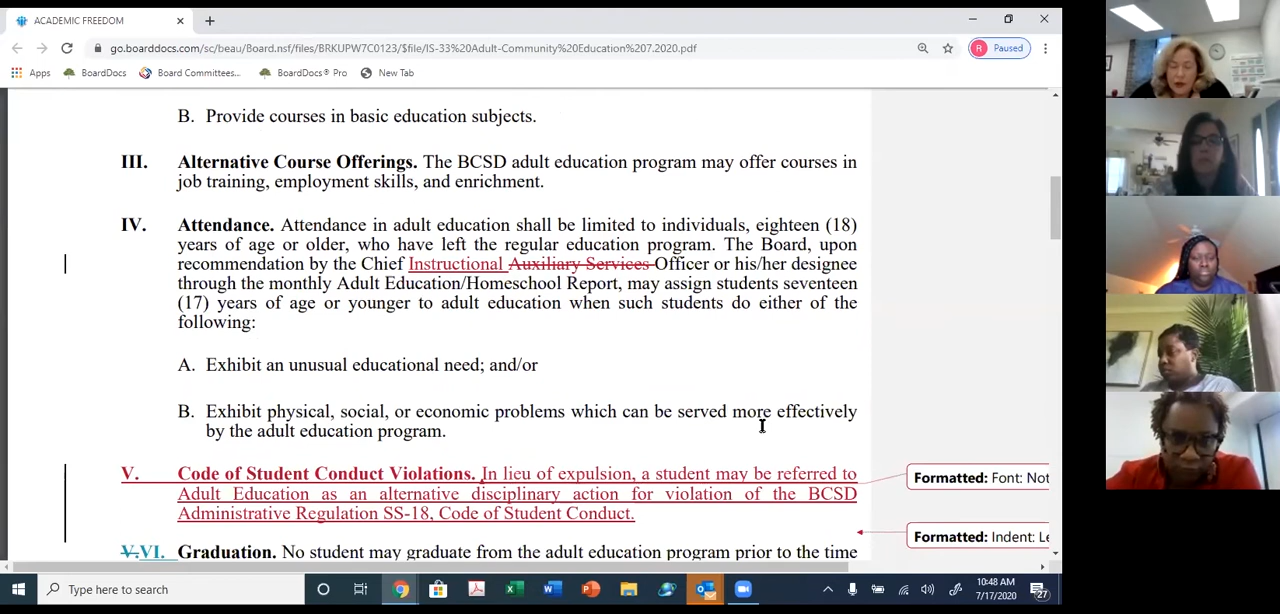 ACADEMIC FREEDOM
go.boarddocs.com/sc/beau/Board.nsf/files/BRKUPW7C0123/$file/IS-33%20Adult-Community%20Education%207.2020.pdf
R Paused
Apps BoardDocs Board Committees... BoardDocs® Pro New Tab
B. Provide courses in basic education subjects.
III. Alternative Course Offerings. The BCSD adult education program may offer courses in
job training, employment skills, and enrichment.
IV. Attendance. Attendance in adult education shall be limited to individuals, eighteen (18)
years of age or older, who have left the regular education program. The Board, upon
recommendation by the Chief Instructional Auxiliary Services Officer or his/her designee
through the monthly Adult Education/Homeschool Report, may assign students seventeen
(17) years of age or younger to adult education when such students do either of the
following:
A. Exhibit an unusual educational need; and/or
B. Exhibit physical, social, or economic problems which can be served more effectively
by the adult education program.
V. Code of Student Conduct Violations. In lieu of expulsion, a student may be referred to
Adult Education as an alternative disciplinary action for violation of the BCSD
Administrative Regulation SS-18, Code of Student Conduct.
Formatted: Font: Not
Formatted: Indent: Le
V.VI. Graduation. No student may graduate from the adult education program prior to the time
Type here to search
10:48 AM
7/17/2020
27